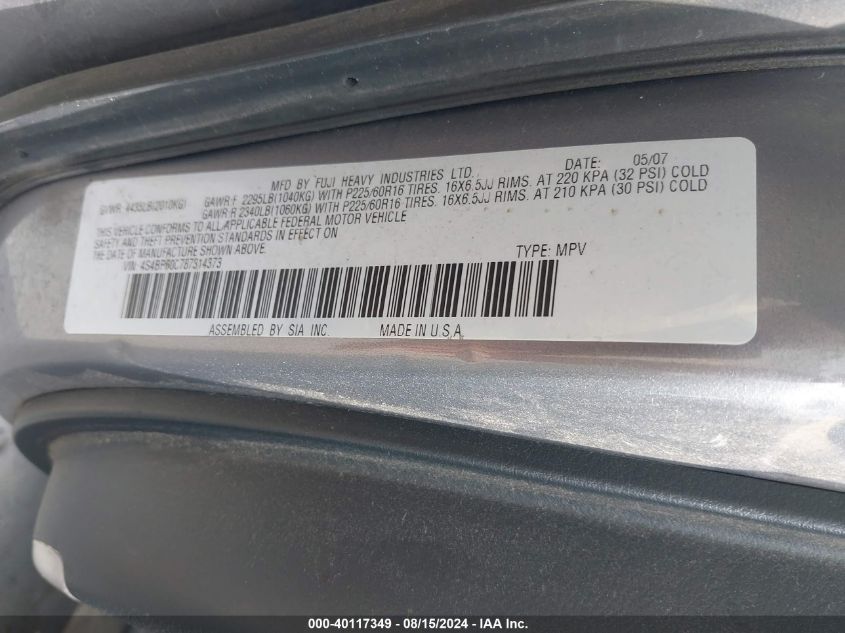 MFD BY FUJI HEAVY INDUSTRIES LTD. DATE: 05/07
GVWR: 4435LB(2010KG) GAWR:F 2295LB(1040KG) WITH P225/60R16 TIRES. 16X6.5JJ RIMS. AT 220 KPA (32 PSI) COLD
GAWR:R 2340LB(1060KG) WITH P225/60R16 TIRES. 16X6.5JJ RIMS. AT 210 KPA (30 PSI) COLD
THIS VEHICLE CONFORMS TO ALL APPLICABLE FEDERAL MOTOR VEHICLE
SAFETY AND THEFT PREVENTION STANDARDS IN EFFECT ON
THE DATE OF MANUFACTURE SHOWN ABOVE.
VIN: 4S4BP60C787314373 TYPE: MPV
ASSEMBLED BY SIA INC. MADE IN U.S.A.
000-40117349 - 08/15/2024 - IAA Inc.